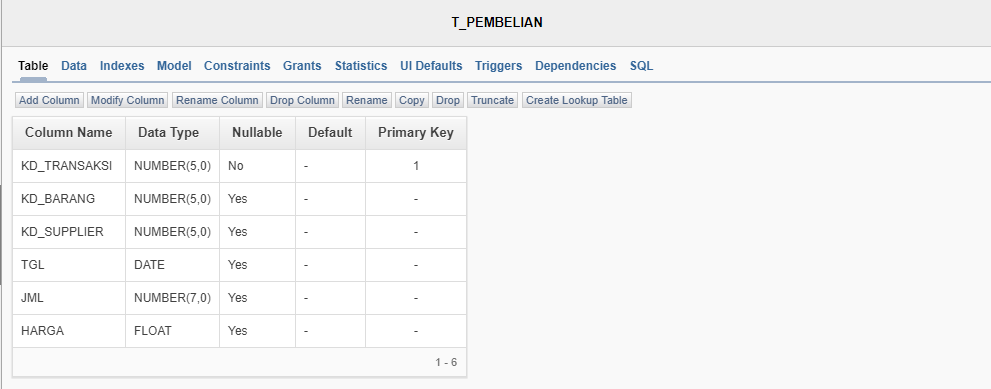 T_PEMBELIAN
Table Data Indexes Model Constraints Grants Statistics UI Defaults Triggers Dependencies SQL
Add Column Modify Column Rename Column Drop Column Rename Copy Drop Truncate Create Lookup Table
Column Name Data Type Nullable Default Primary Key
KD_TRANSAKSI NUMBER(5,0) No - 1
KD_BARANG NUMBER(5,0) Yes - -
KD_SUPPLIER NUMBER(5,0) Yes - -
TGL DATE Yes - -
JML NUMBER(7,0) Yes - -
HARGA FLOAT Yes - -
1 - 6